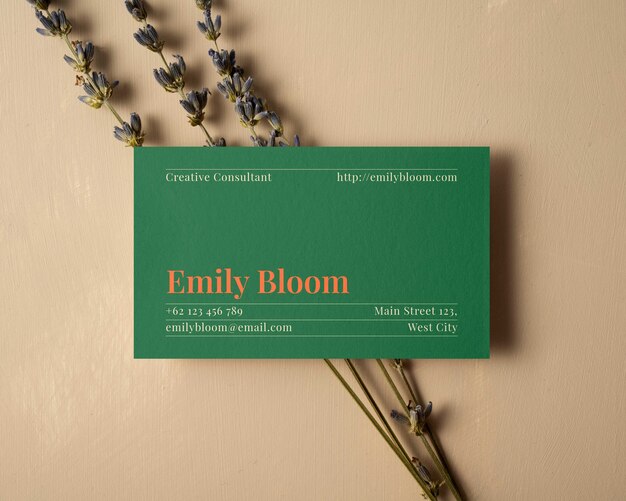 Creative Consultant http://emilybloom.com
Emily Bloom
+62 123 456 789 Main Street 123,
emilybloom@email.com West City